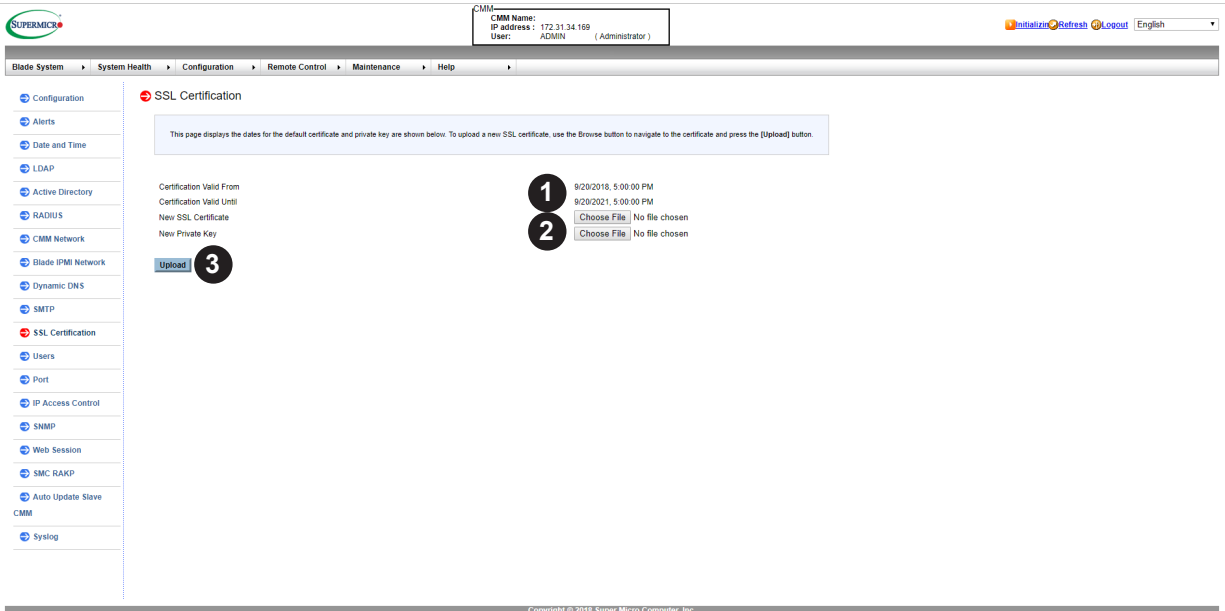 SUPERMICR
CMM
CMM Name:
IP address : 172.31.34.169
User: ADMIN ( Administrator )
Initializin Refresh Logout English
Blade System System Health Configuration Remote Control Maintenance Help
Configuration
Alerts
Date and Time
LDAP
Active Directory
RADIUS
CMM Network
Blade IPMI Network
Dynamic DNS
SMTP
SSL Certification
Users
Port
IP Access Control
SNMP
Web Session
SMC RAKP
Auto Update Slave
CMM
Syslog
SSL Certification
This page displays the dates for the default certificate and private key are shown below. To upload a new SSL certificate, use the Browse button to navigate to the certificate and press the [Upload] button.
Certification Valid From 9/20/2018, 5:00:00 PM
1
Certification Valid Until 9/20/2021, 5:00:00 PM
New SSL Certificate Choose File No file chosen
2
New Private Key Choose File No file chosen
Upload 3
Copyright © 2018 Super Micro Computer, Inc.